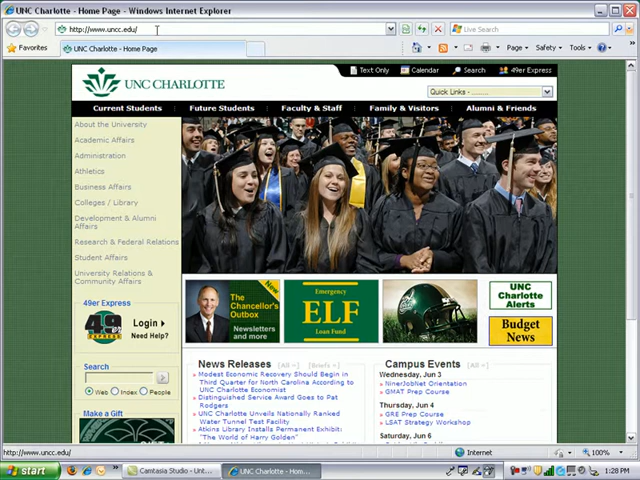 UNC Charlotte - Home Page - Windows Internet Explorer
http://www.uncc.edu/
Live Search
Favorites
UNC Charlotte - Home Page
Page
Safety
Tools
UNC CHARLOTTE
Text Only
Calendar
Search
49er Express
Quick Links - ........
Current Students
Future Students
Faculty & Staff
Family & Visitors
Alumni & Friends
About the University
Academic Affairs
Administration
Athletics
Business Affairs
Colleges / Library
Development & Alumni
Affairs
Research & Federal Relations
Student Affairs
University Relations &
Community Affairs
New
The
Chancellor's
Outbox
Newsletters
and more
Emergency
ELF
Loan Fund
UNC
Charlotte
Alerts
Budget
News
49er Express
49er
EXPRESS
Login
Need Help?
Search
Web Index People
Make a Gift
News Releases [All »] [Briefs »]
» Modest Economic Recovery Should Begin in
Third Quarter for North Carolina According to
UNC Charlotte Economist
» Distinguished Service Award Goes to Pat
Rodgers
» UNC Charlotte Unveils Nationally Ranked
Water Tunnel Test Facility
» Atkins Library Installs Permanent Exhibit:
"The World of Harry Golden"
Campus Events [All »]
Wednesday, Jun 3
» NinerJobNet Orientation
» GMAT Prep Course
Thursday, Jun 4
» GRE Prep Course
» LSAT Strategy Workshop
Saturday, Jun 6
http://www.uncc.edu/
Internet
100%
start
Camtasia Studio - Unt...
UNC Charlotte - Hom...
1:28 PM